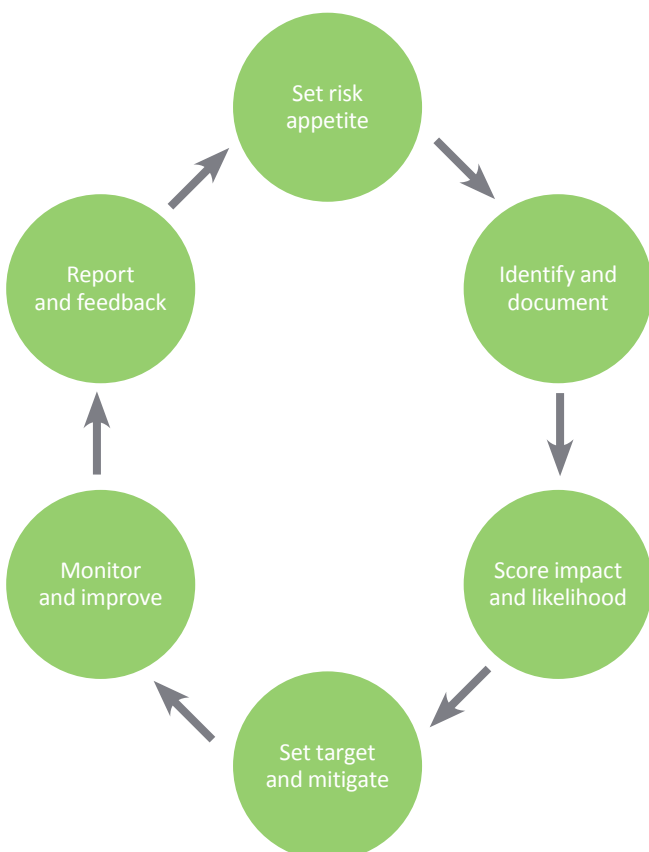 Set risk
appetite
Identify and
document
Score impact
and likelihood
Set target
and mitigate
Monitor
and improve
Report
and feedback